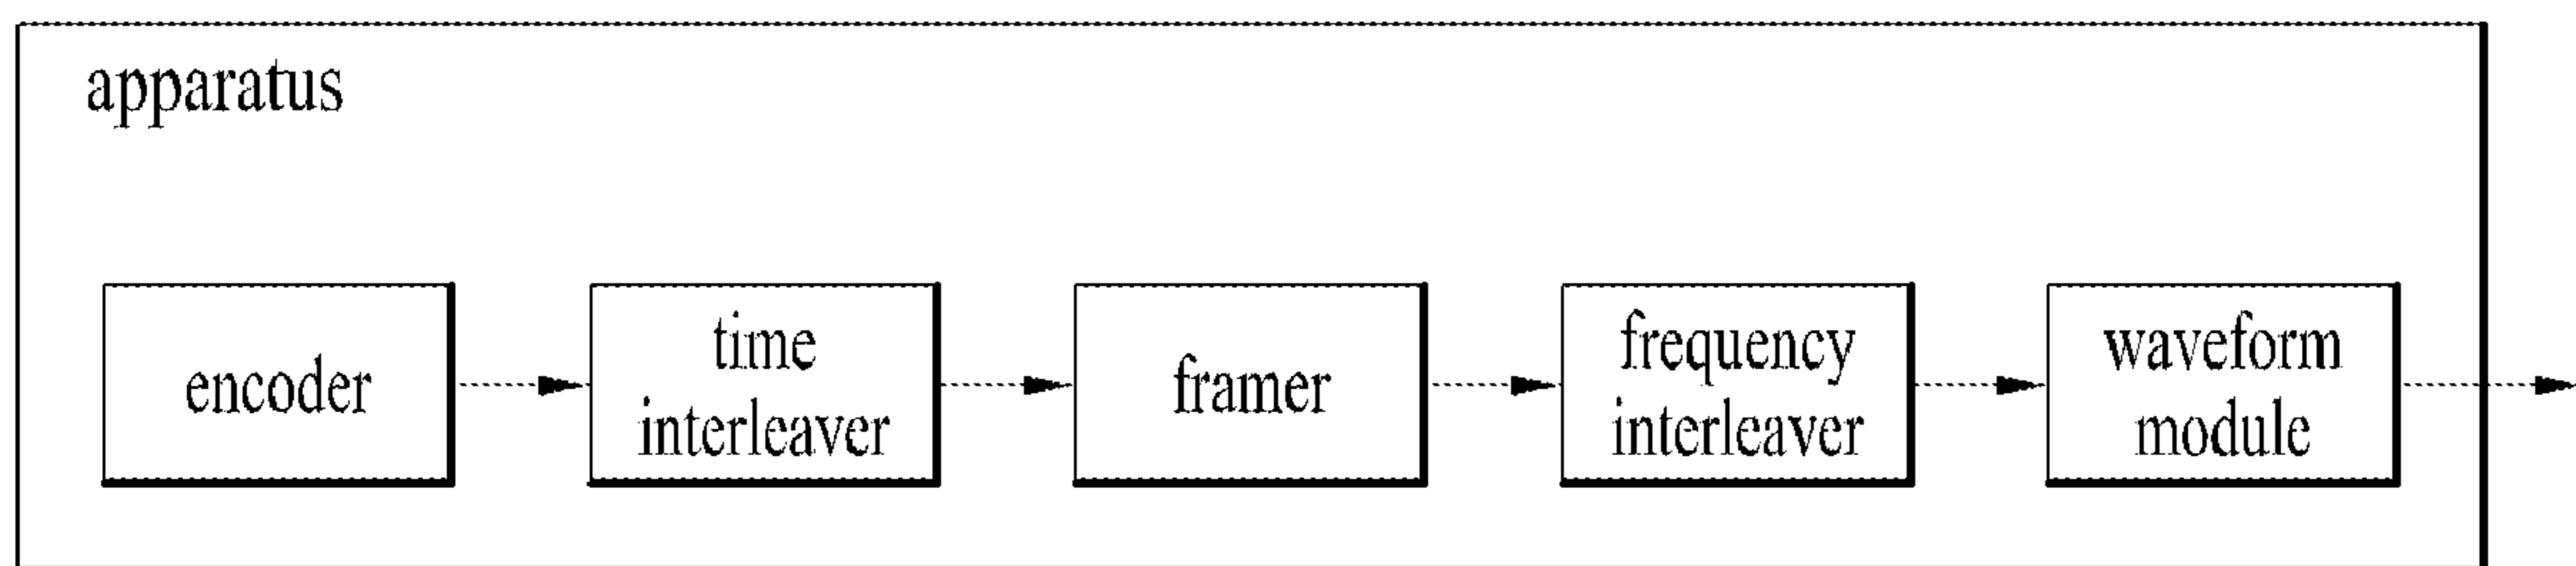 apparatus
encoder
time
interleaver
framer
frequency
interleaver
waveform
module